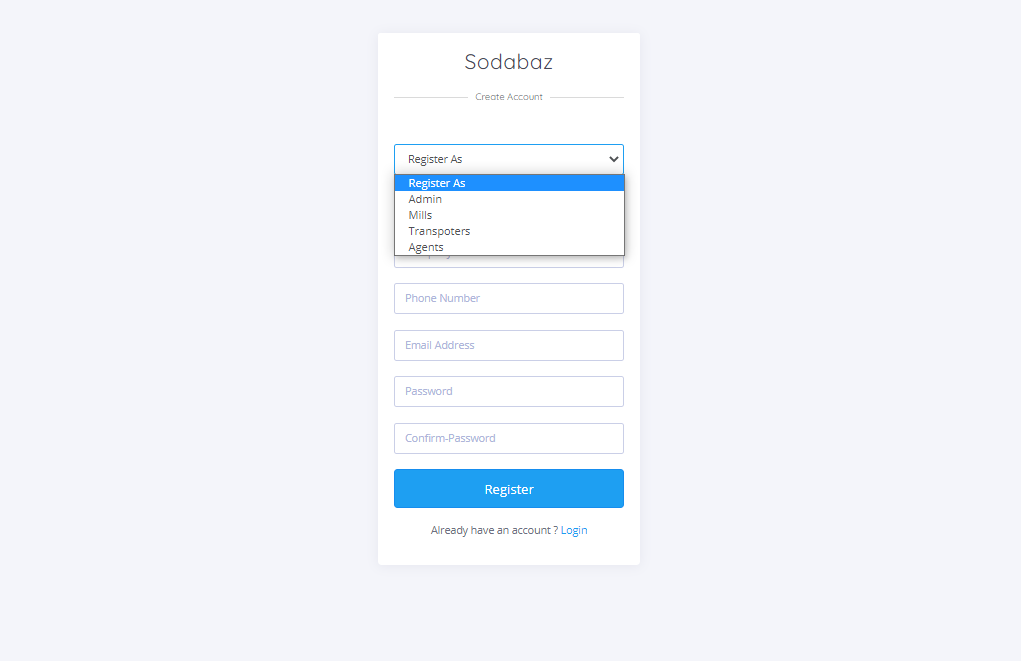 Sodabaz
Create Account
Register As
Register As
Admin
Mills
Transpoters
Agents
Phone Number
Email Address
Password
Confirm-Password
Register
Already have an account ? Login